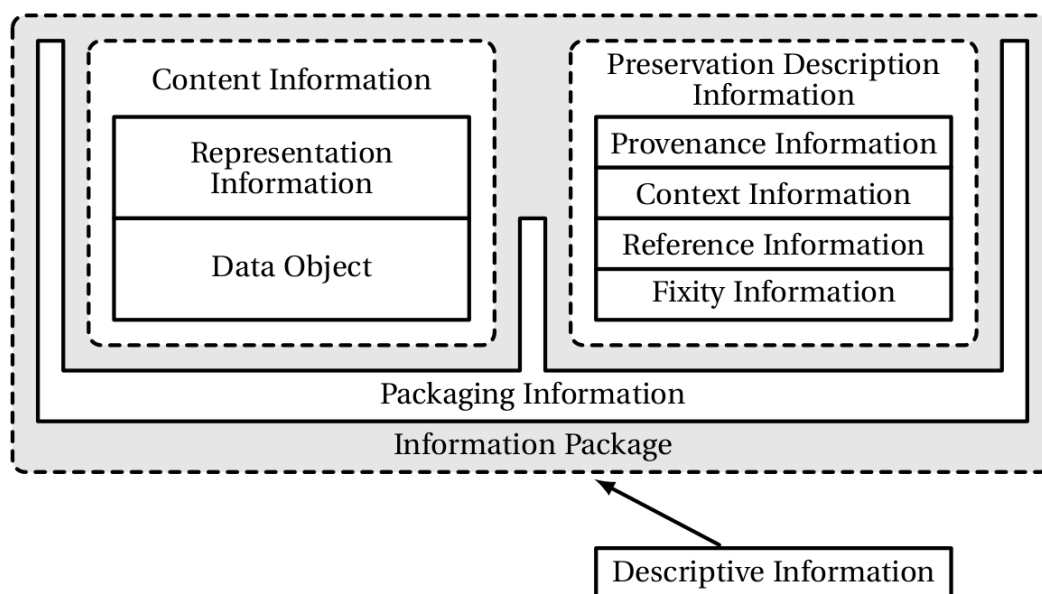 Content Information
Representation
Information
Data Object
Preservation Description
Information
Provenance Information
Context Information
Reference Information
Fixity Information
Packaging Information
Information Package
Descriptive Information